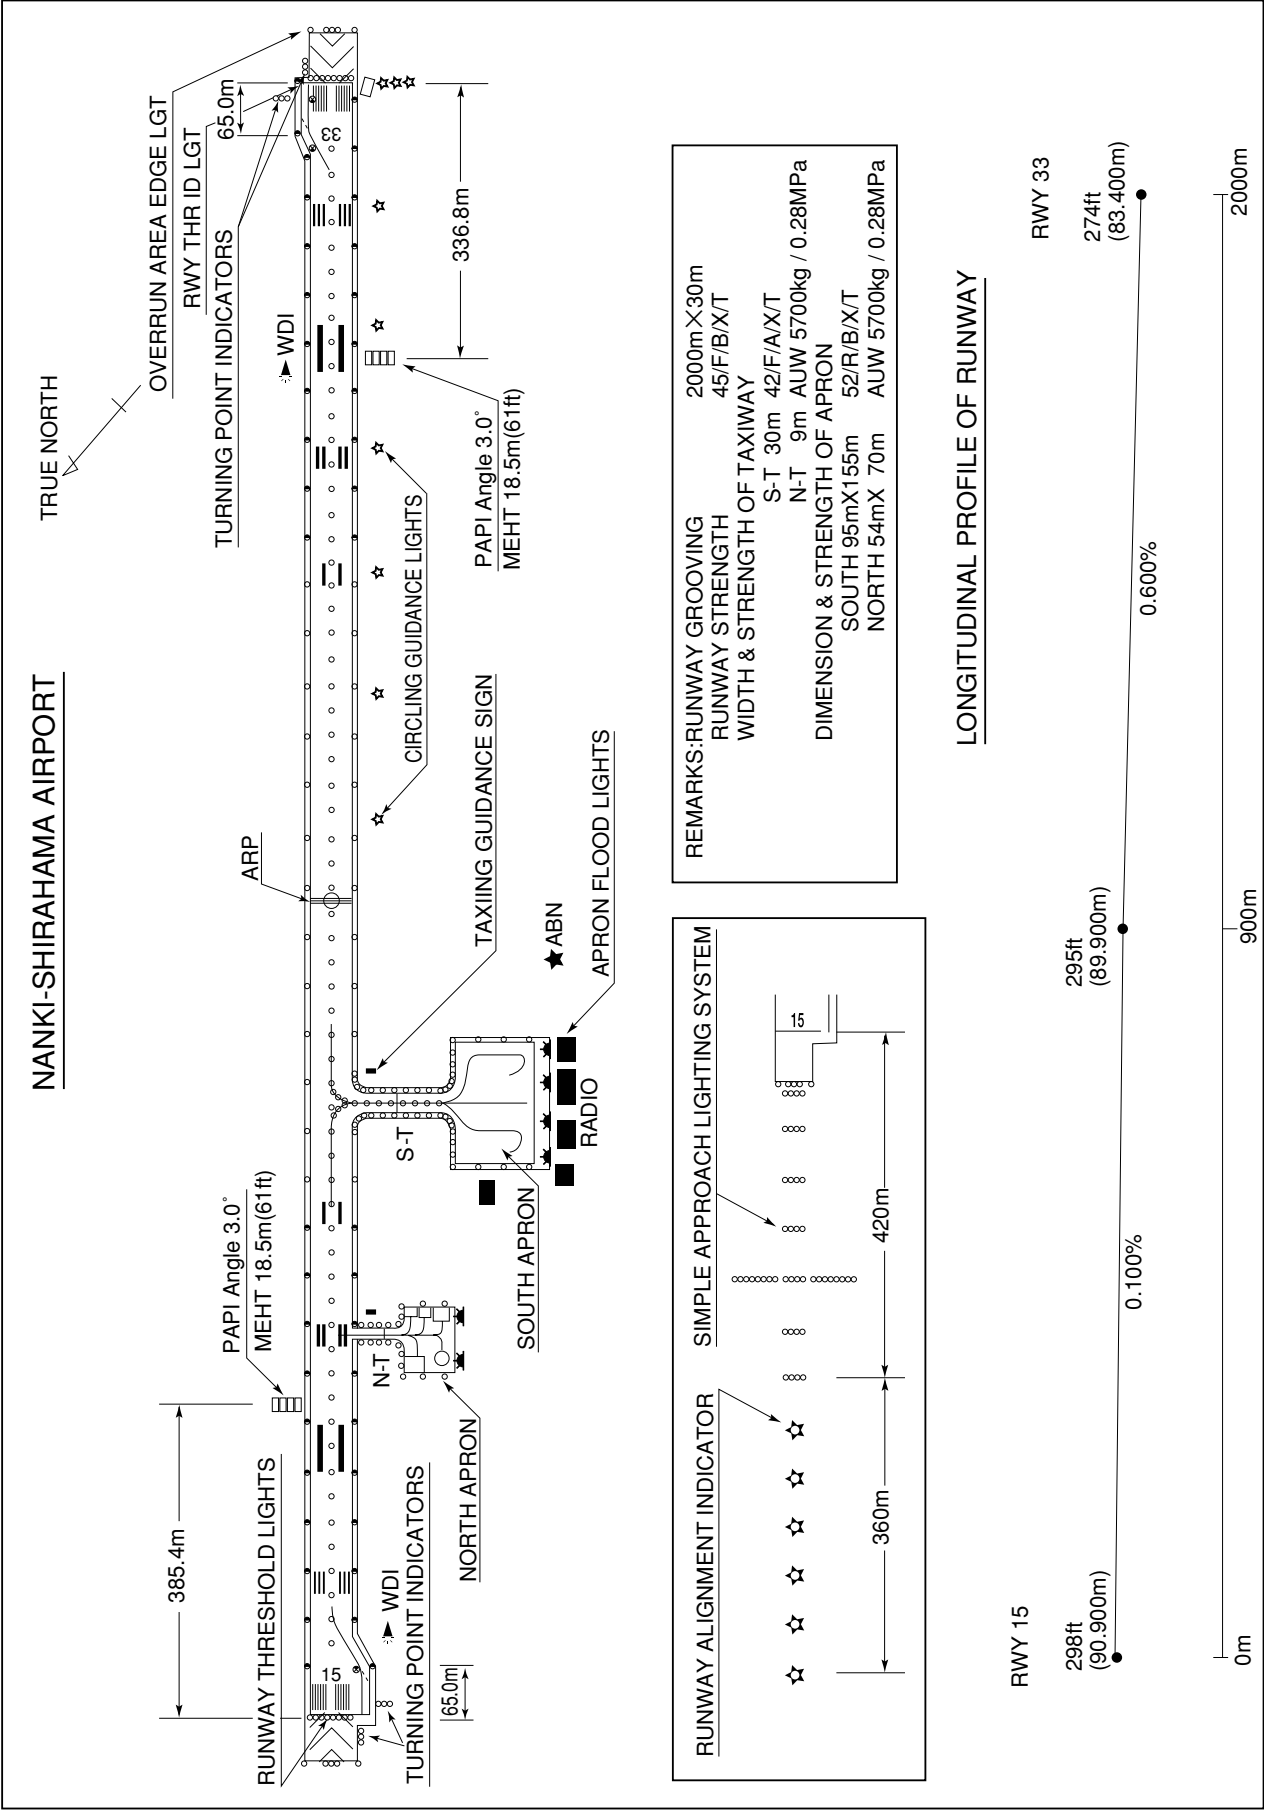 NANKI-SHIRAHAMA AIRPORT
TRUE NORTH
OVERRUN AREA EDGE LGT
RWY THR ID LGT
TURNING POINT INDICATORS
65.0m
ARP
WDI
PAPI Angle 3.0°
MEHT 18.5m(61ft)
385.4m
RUNWAY THRESHOLD LIGHTS
15
33
336.8m
PAPI Angle 3.0°
MEHT 18.5m(61ft)
CIRCLING GUIDANCE LIGHTS
TAXIING GUIDANCE SIGN
S-T
N-T
WDI
65.0m
TURNING POINT INDICATORS
NORTH APRON
SOUTH APRON
RADIO
ABN
APRON FLOOD LIGHTS
RUNWAY ALIGNMENT INDICATOR
SIMPLE APPROACH LIGHTING SYSTEM
15
360m
420m
REMARKS:RUNWAY GROOVING 2000m×30m
RUNWAY STRENGTH 45/F/B/X/T
WIDTH & STRENGTH OF TAXIWAY
S-T 30m 42/F/A/X/T
N-T 9m AUW 5700kg / 0.28MPa
DIMENSION & STRENGTH OF APRON
SOUTH 95mX155m 52/R/B/X/T
NORTH 54mX 70m AUW 5700kg / 0.28MPa
LONGITUDINAL PROFILE OF RUNWAY
RWY 15
298ft
(90.900m)
0.100%
295ft
(89.900m)
0.600%
RWY 33
274ft
(83.400m)
0m
900m
2000m